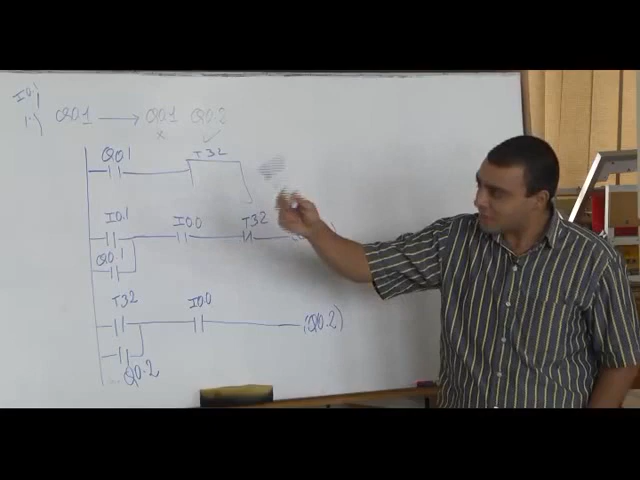 I0.1
1) Q0.1 → Q0.1 Q0.2
x ✓
Q0.1 T32
I0.1 I0.0 T32
Q0.1
T32 I0.0 (Q0.2)
Q0.2